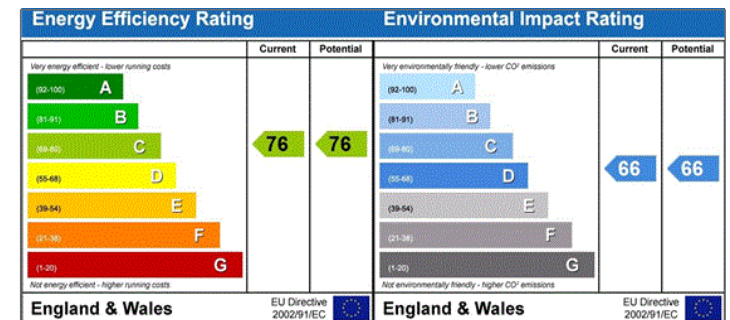 Energy Efficiency Rating
Current Potential
Very energy efficient - lower running costs
(92-100) A
(81-91) B
(69-80) C
(55-68) D
(39-54) E
(21-38) F
(1-20) G
76 76
Not energy efficient - higher running costs
England & Wales
EU Directive
2002/91/EC
Environmental Impact Rating
Current Potential
Very environmentally friendly - lower CO² emissions
(92-100) A
(81-91) B
(69-80) C
(55-68) D
(39-54) E
(21-38) F
(1-20) G
66 66
Not environmentally friendly - higher CO² emissions
England & Wales
EU Directive
2002/91/EC